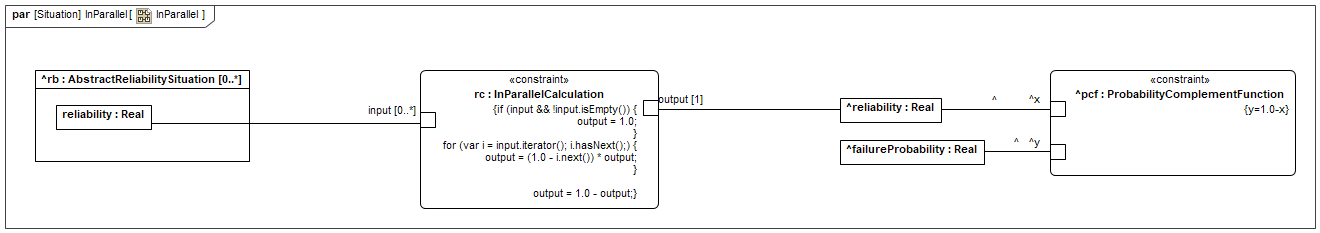 par [Situation] InParallel[ InParallel ]
^rb : AbstractReliabilitySituation [0..*]
reliability : Real
input [0..*]
«constraint»
rc : InParallelCalculation
{if (input && !input.isEmpty()) {
output = 1.0;
}
for (var i = input.iterator(); i.hasNext();) {
output = (1.0 - i.next()) * output;
}
output = 1.0 - output;}
output [1]
^reliability : Real
^
^x
^failureProbability : Real
^
^y
«constraint»
^pcf : ProbabilityComplementFunction
{y=1.0-x}